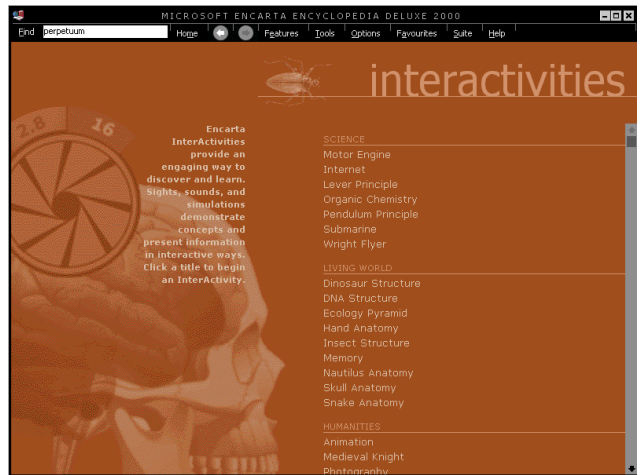 MICROSOFT ENCARTA ENCYCLOPEDIA DELUXE 2000
Find perpetuum Home Features Tools Options Favourites Suite Help
interactivities
2.8 16
Encarta
InterActivities
provide an
engaging way to
discover and learn.
Sights, sounds, and
simulations
demonstrate
concepts and
present information
in interactive ways.
Click a title to begin
an InterActivity.
SCIENCE
Motor Engine
Internet
Lever Principle
Organic Chemistry
Pendulum Principle
Submarine
Wright Flyer
LIVING WORLD
Dinosaur Structure
DNA Structure
Ecology Pyramid
Hand Anatomy
Insect Structure
Memory
Nautilus Anatomy
Skull Anatomy
Snake Anatomy
HUMANITIES
Animation
Medieval Knight
Photography